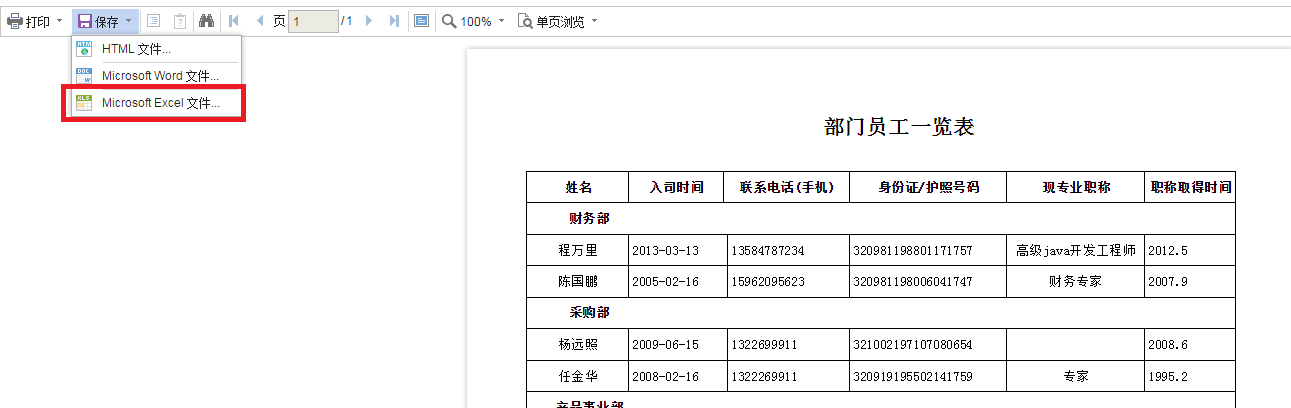 打印 保存 页 1 /1 100% 单页浏览
HTML 文件...
Microsoft Word 文件...
Microsoft Excel 文件...
部门员工一览表
姓名 入司时间 联系电话(手机) 身份证/护照号码 现专业职称 职称取得时间
财务部
程万里 2013-03-13 13584787234 320981198801171757 高级java开发工程师 2012.5
陈国鹏 2005-02-16 15962095623 320981198006041747 财务专家 2007.9
采购部
杨远照 2009-06-15 1322699911 321002197107080654 2008.6
任金华 2008-02-16 1322269911 320919195502141759 专家 1995.2
产品事业部